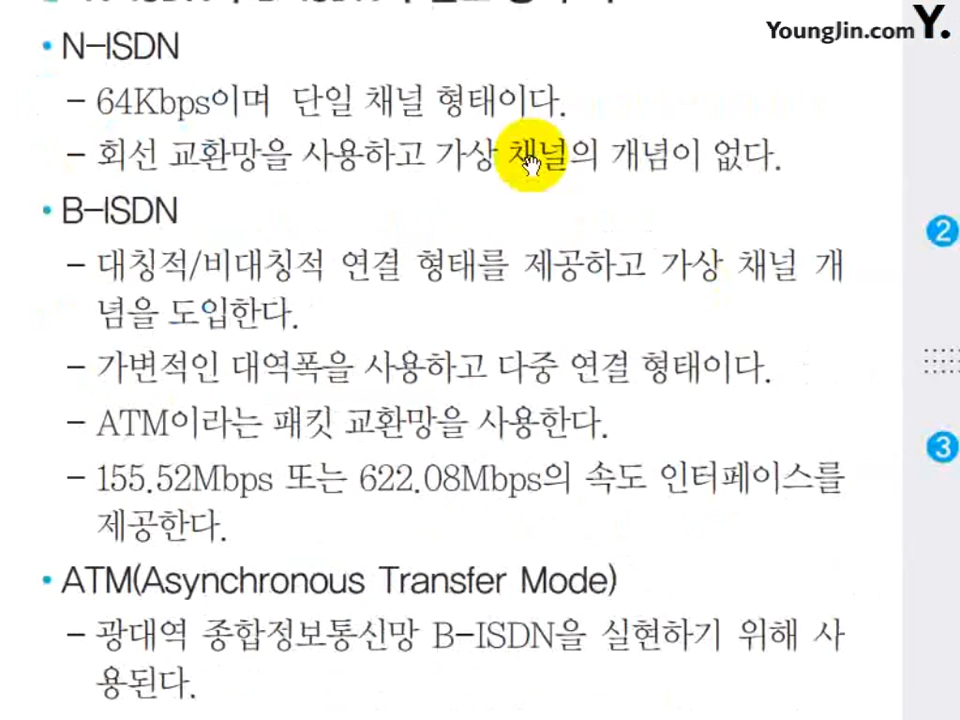 YoungJin.com Y.
• N-ISDN
- 64Kbps이며 단일 채널 형태이다.
- 회선 교환망을 사용하고 가상 채널의 개념이 없다.
• B-ISDN
- 대칭적/비대칭적 연결 형태를 제공하고 가상 채널 개
념을 도입한다.
- 가변적인 대역폭을 사용하고 다중 연결 형태이다.
- ATM이라는 패킷 교환망을 사용한다.
- 155.52Mbps 또는 622.08Mbps의 속도 인터페이스를
제공한다.
• ATM(Asynchronous Transfer Mode)
- 광대역 종합정보통신망 B-ISDN을 실현하기 위해 사
용된다.
2
3